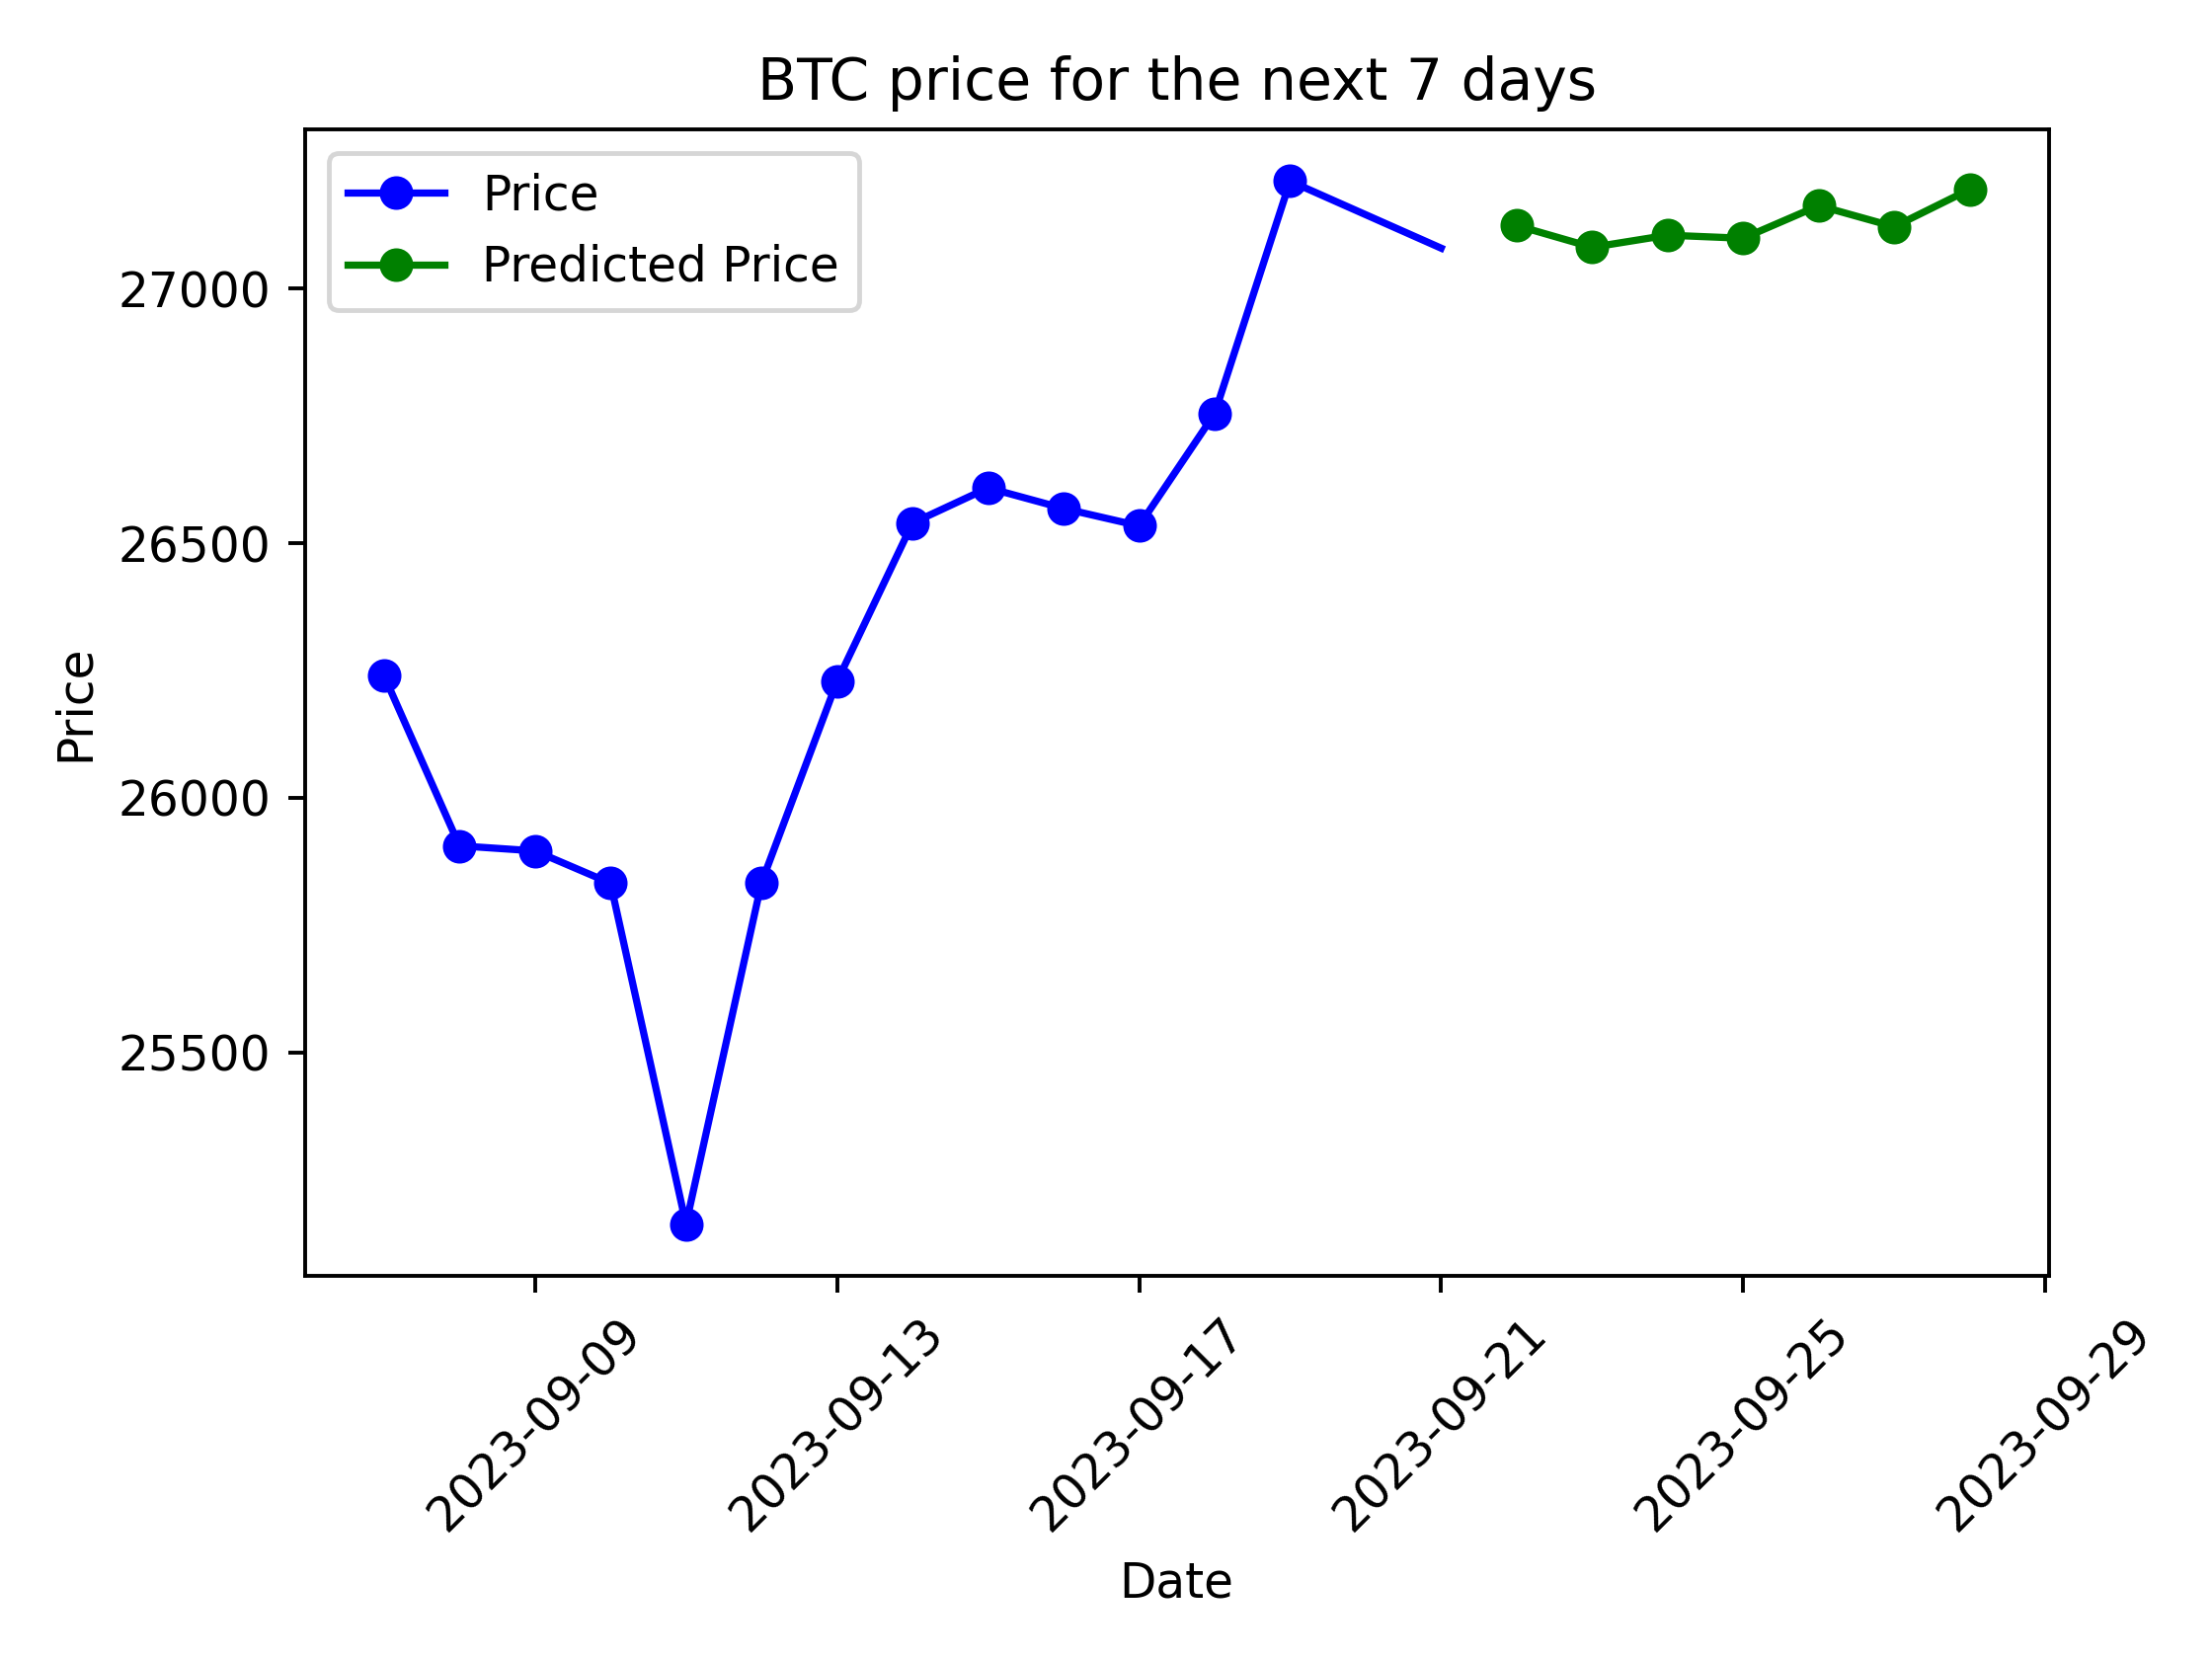 BTC price for the next 7 days
Price
Predicted Price
27000
26500
26000
25500
Price
2023-09-09
2023-09-13
2023-09-17
2023-09-21
2023-09-25
2023-09-29
Date